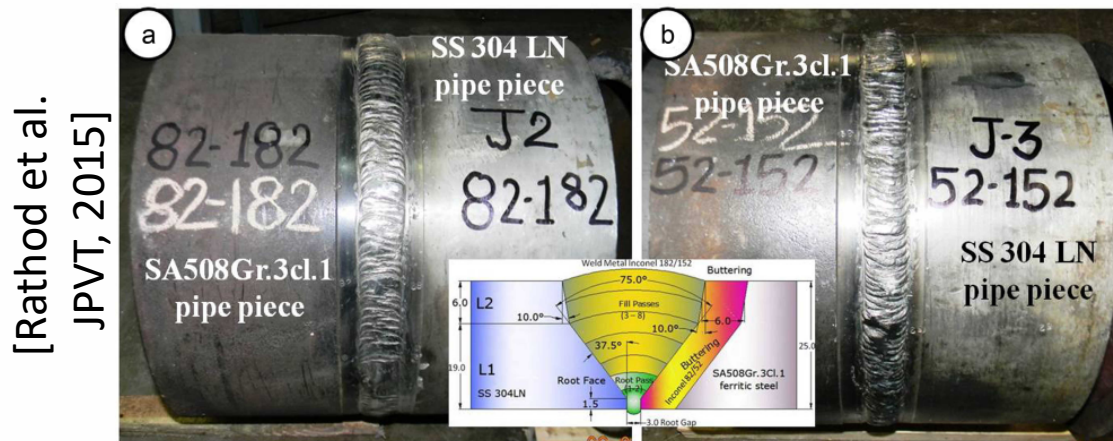 [Rathod et al.
JPVT, 2015]
a
SS 304 LN
pipe piece
82-182
82-182
J2
82-182
SA508Gr.3cl.1
pipe piece
b
SA508Gr.3cl.1
pipe piece
52-152
52-152
J-3
52-152
SS 304 LN
pipe piece
Weld Metal Inconel 182/152
75.0°
Buttering
6.0
L2
Fill Passes
(3 - 8)
10.0°
10.0°
6.0
37.5°
25.0
19.0
L1
Root Face
Root Pass
(1-2)
Buttering
Inconel 82/52
SA508Gr.3Cl.1
ferritic steel
SS 304LN
1.5
3.0 Root Gap